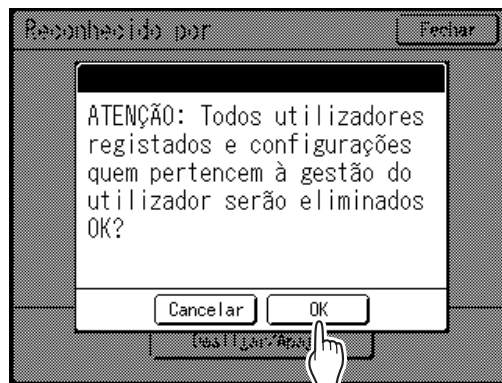 Reconhecido por
Fechar
ATENÇÃO: Todos utilizadores
registados e configurações
quem pertencem à gestão do
utilizador serão eliminados
OK?
Cancelar
OK